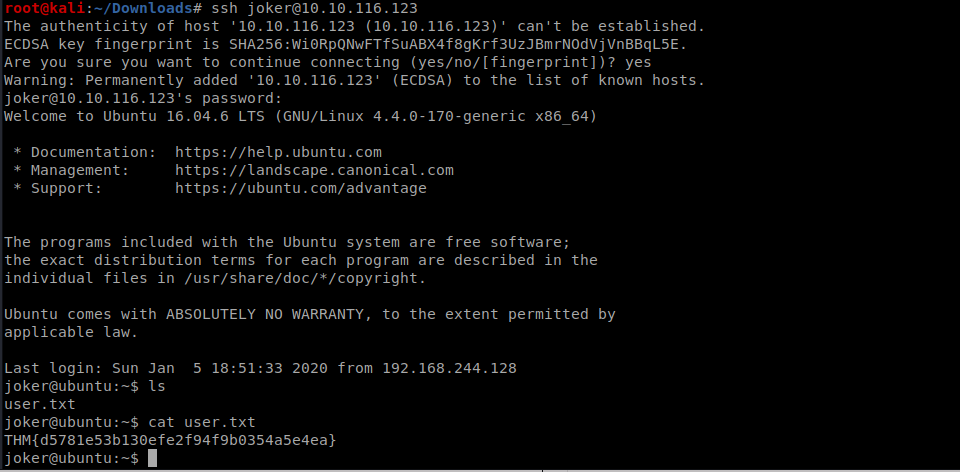 root@kali:~/Downloads# ssh joker@10.10.116.123
The authenticity of host '10.10.116.123 (10.10.116.123)' can't be established.
ECDSA key fingerprint is SHA256:Wi0RpQNwFTfSuABX4f8gKrf3UzJBmrNOdVjVnBBqL5E.
Are you sure you want to continue connecting (yes/no/[fingerprint])? yes
Warning: Permanently added '10.10.116.123' (ECDSA) to the list of known hosts.
joker@10.10.116.123's password:
Welcome to Ubuntu 16.04.6 LTS (GNU/Linux 4.4.0-170-generic x86_64)
* Documentation:  https://help.ubuntu.com
* Management:     https://landscape.canonical.com
* Support:        https://ubuntu.com/advantage
The programs included with the Ubuntu system are free software;
the exact distribution terms for each program are described in the
individual files in /usr/share/doc/*/copyright.
Ubuntu comes with ABSOLUTELY NO WARRANTY, to the extent permitted by
applicable law.
Last login: Sun Jan  5 18:51:33 2020 from 192.168.244.128
joker@ubuntu:~$ ls
user.txt
joker@ubuntu:~$ cat user.txt
THM{d5781e53b130efe2f94f9b0354a5e4ea}
joker@ubuntu:~$